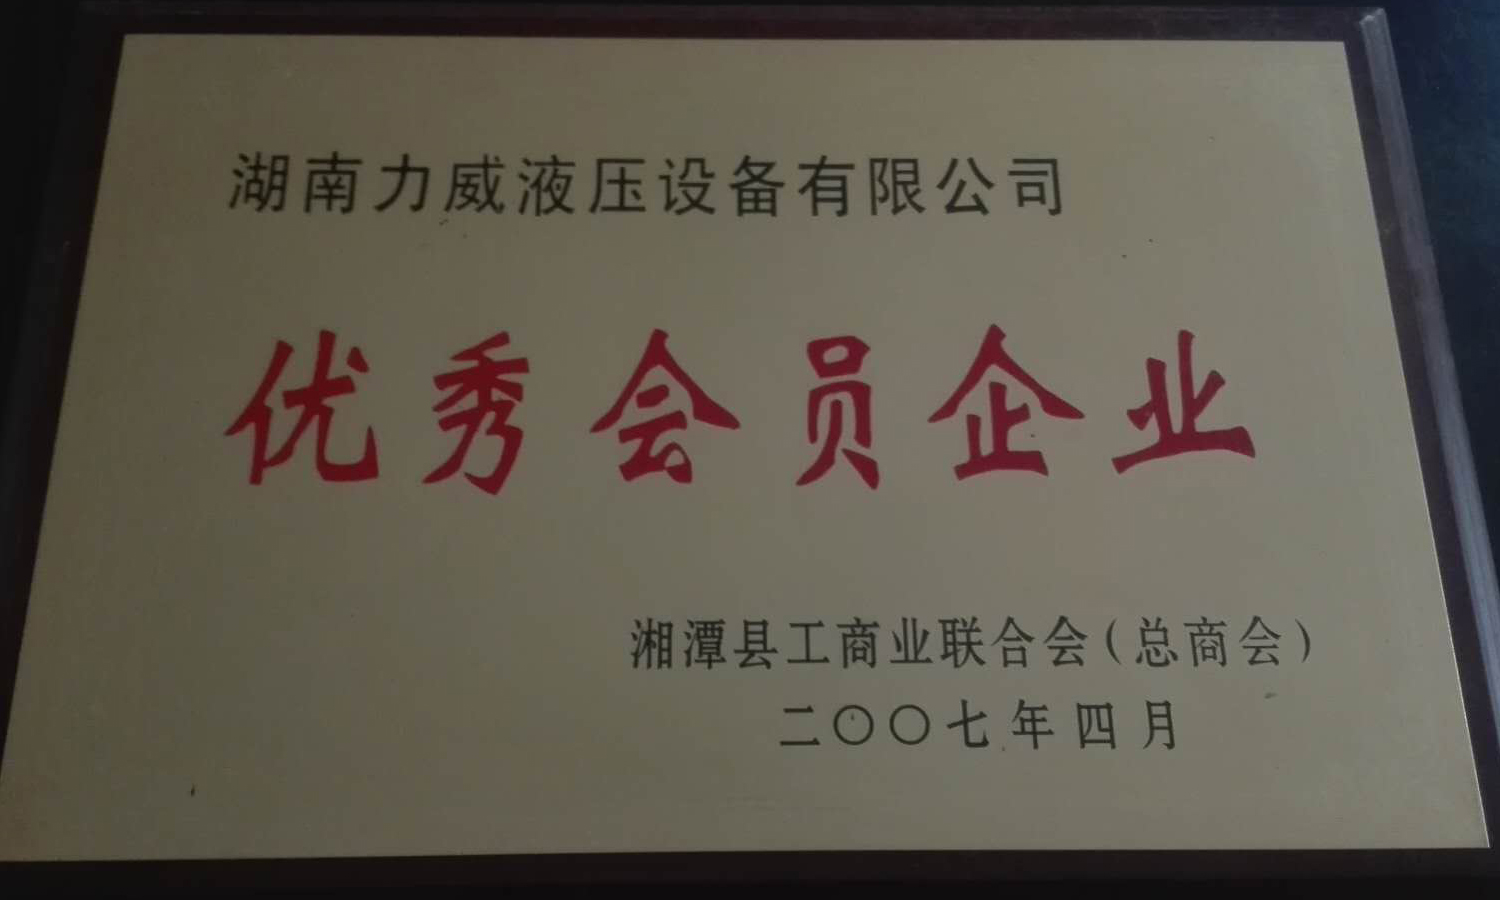 湖南力威液压设备有限公司
优秀会员企业
湘潭县工商业联合会(总商会)
二〇〇七年四月